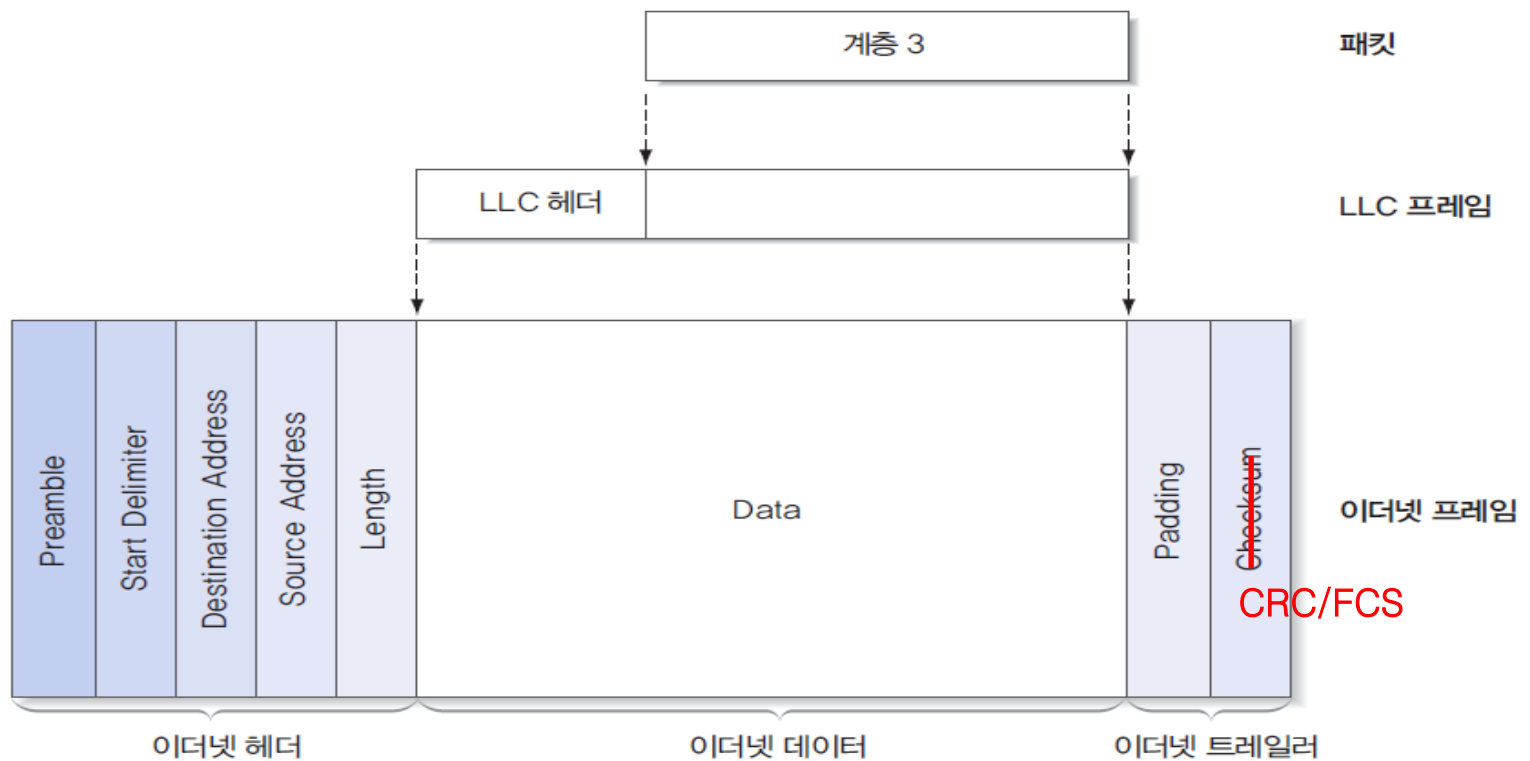 계층 3
패킷
LLC 헤더
LLC 프레임
Preamble
Start Delimiter
Destination Address
Source Address
Length
Data
Padding
Checksum
CRC/FCS
이더넷 프레임
이더넷 헤더
이더넷 데이터
이더넷 트레일러